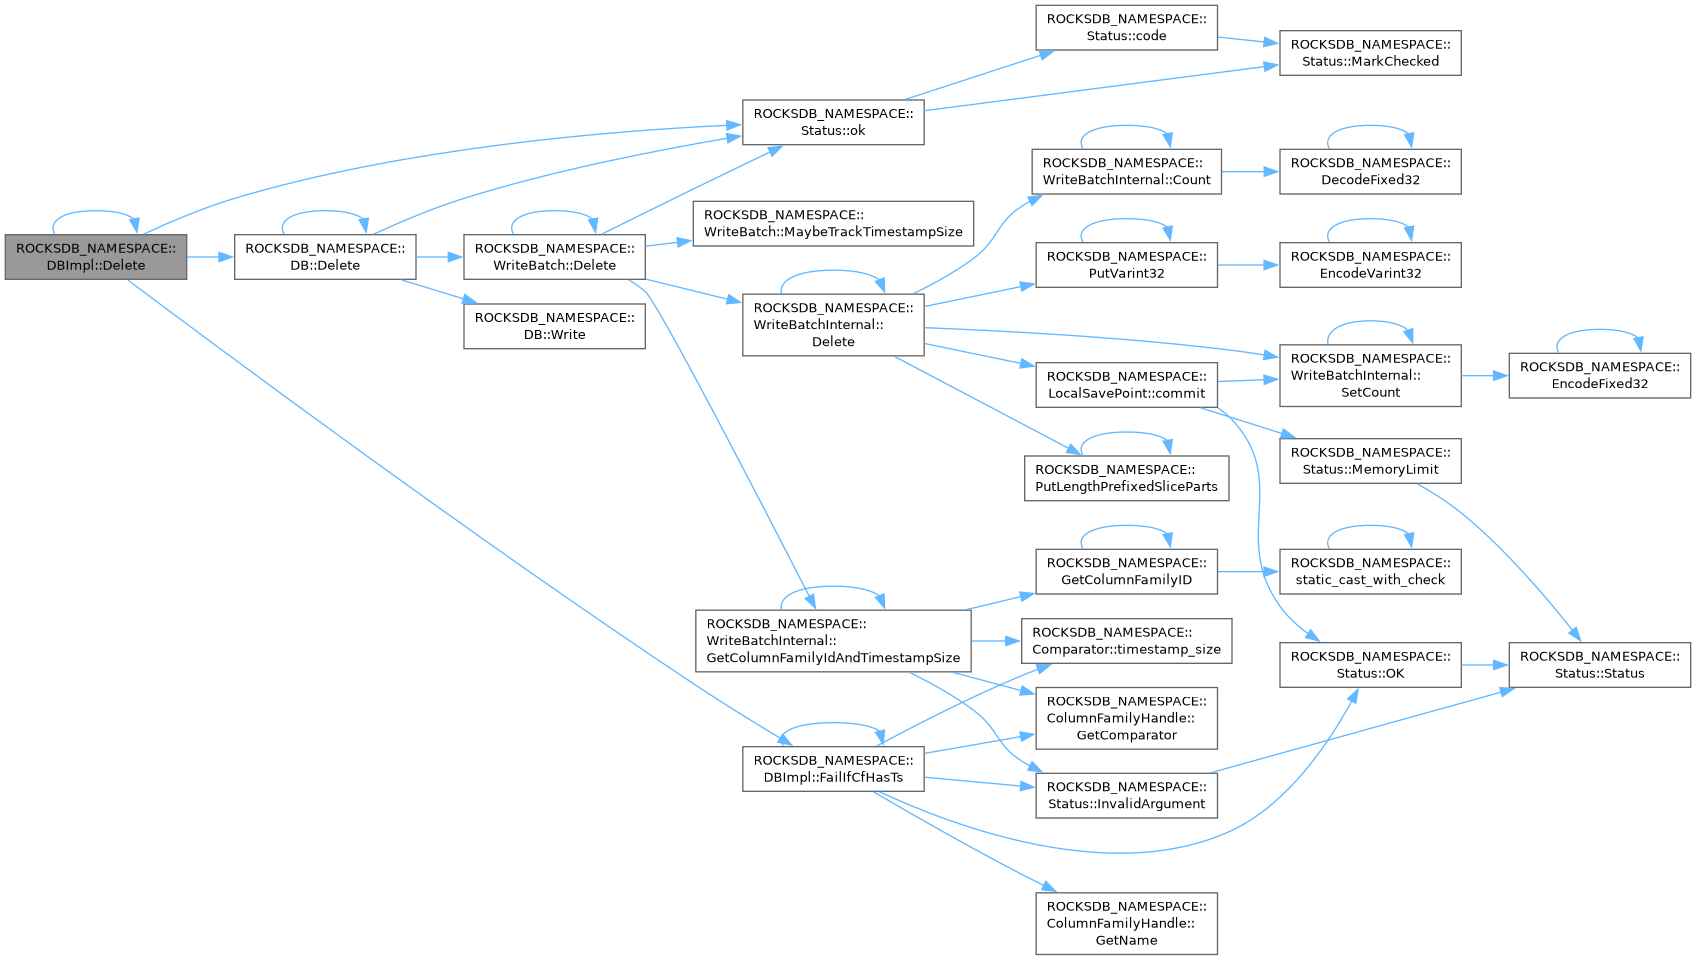 ROCKSDB_NAMESPACE::
DBImpl::Delete
ROCKSDB_NAMESPACE::
DB::Delete
ROCKSDB_NAMESPACE::
WriteBatch::Delete
ROCKSDB_NAMESPACE::
DB::Write
ROCKSDB_NAMESPACE::
Status::ok
ROCKSDB_NAMESPACE::
WriteBatch::MaybeTrackTimestampSize
ROCKSDB_NAMESPACE::
WriteBatchInternal::
Delete
ROCKSDB_NAMESPACE::
WriteBatchInternal::
GetColumnFamilyIdAndTimestampSize
ROCKSDB_NAMESPACE::
DBImpl::FailIfCfHasTs
ROCKSDB_NAMESPACE::
Status::code
ROCKSDB_NAMESPACE::
WriteBatchInternal::Count
ROCKSDB_NAMESPACE::
PutVarint32
ROCKSDB_NAMESPACE::
LocalSavePoint::commit
ROCKSDB_NAMESPACE::
PutLengthPrefixedSliceParts
ROCKSDB_NAMESPACE::
GetColumnFamilyID
ROCKSDB_NAMESPACE::
Comparator::timestamp_size
ROCKSDB_NAMESPACE::
ColumnFamilyHandle::
GetComparator
ROCKSDB_NAMESPACE::
Status::InvalidArgument
ROCKSDB_NAMESPACE::
ColumnFamilyHandle::
GetName
ROCKSDB_NAMESPACE::
Status::MarkChecked
ROCKSDB_NAMESPACE::
DecodeFixed32
ROCKSDB_NAMESPACE::
EncodeVarint32
ROCKSDB_NAMESPACE::
WriteBatchInternal::
SetCount
ROCKSDB_NAMESPACE::
Status::MemoryLimit
ROCKSDB_NAMESPACE::
static_cast_with_check
ROCKSDB_NAMESPACE::
Status::OK
ROCKSDB_NAMESPACE::
EncodeFixed32
ROCKSDB_NAMESPACE::
Status::Status